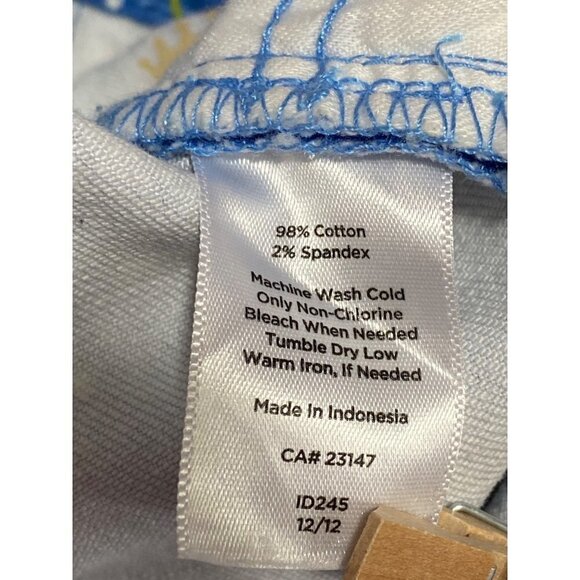 98% Cotton
2% Spandex
Machine Wash Cold
Only Non-Chlorine
Bleach When Needed
Tumble Dry Low
Warm Iron, If Needed
Made In Indonesia
CA# 23147
ID245
12/12